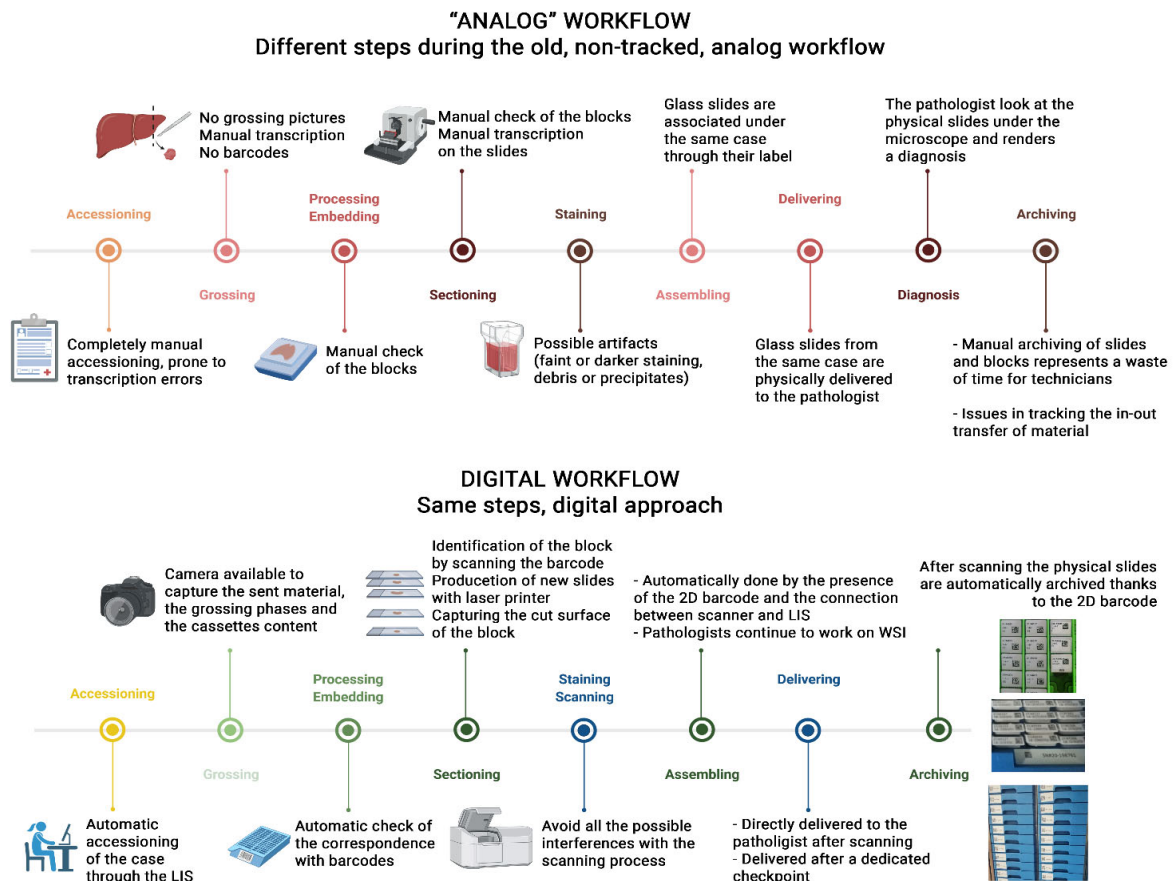 “ANALOG” WORKFLOW
Different steps during the old, non-tracked, analog workflow
No grossing pictures
Manual transcription
No barcodes
Manual check of the blocks
Manual transcription
on the slides
Glass slides are
associated under
the same case
through their label
The pathologist look at the
physical slides under the
microscope and renders
a diagnosis
Accessioning
Processing
Embedding
Staining
Delivering
Archiving
Grossing
Sectioning
Assembling
Diagnosis
Completely manual
accessioning, prone to
transcription errors
Manual check
of the blocks
Possible artifacts
(faint or darker staining,
debris or precipitates)
Glass slides from
the same case are
physically delivered
to the pathologist
- Manual archiving of slides
and blocks represents a waste
of time for technicians
- Issues in tracking the in-out
transfer of material
DIGITAL WORKFLOW
Same steps, digital approach
Camera available to
capture the sent material,
the grossing phases and
the cassettes content
Identification of the block
by scanning the barcode
Producetion of new slides
with laser printer
Capturing the cut surface
of the block
- Automatically done by the presence
of the 2D barcode and the connection
between scanner and LIS
- Pathologists continue to work on WSI
After scanning the physical slides
are automatically archived thanks
to the 2D barcode
Accessioning
Processing
Embedding
Staining
Scanning
Delivering
Grossing
Sectioning
Assembling
Archiving
Automatic
accessioning
of the case
through the LIS
Automatic check of
the correspondence
with barcodes
Avoid all the possible
interferences with the
scanning process
- Directly delivered to the
patholigist after scanning
- Delivered after a dedicated
checkpoint